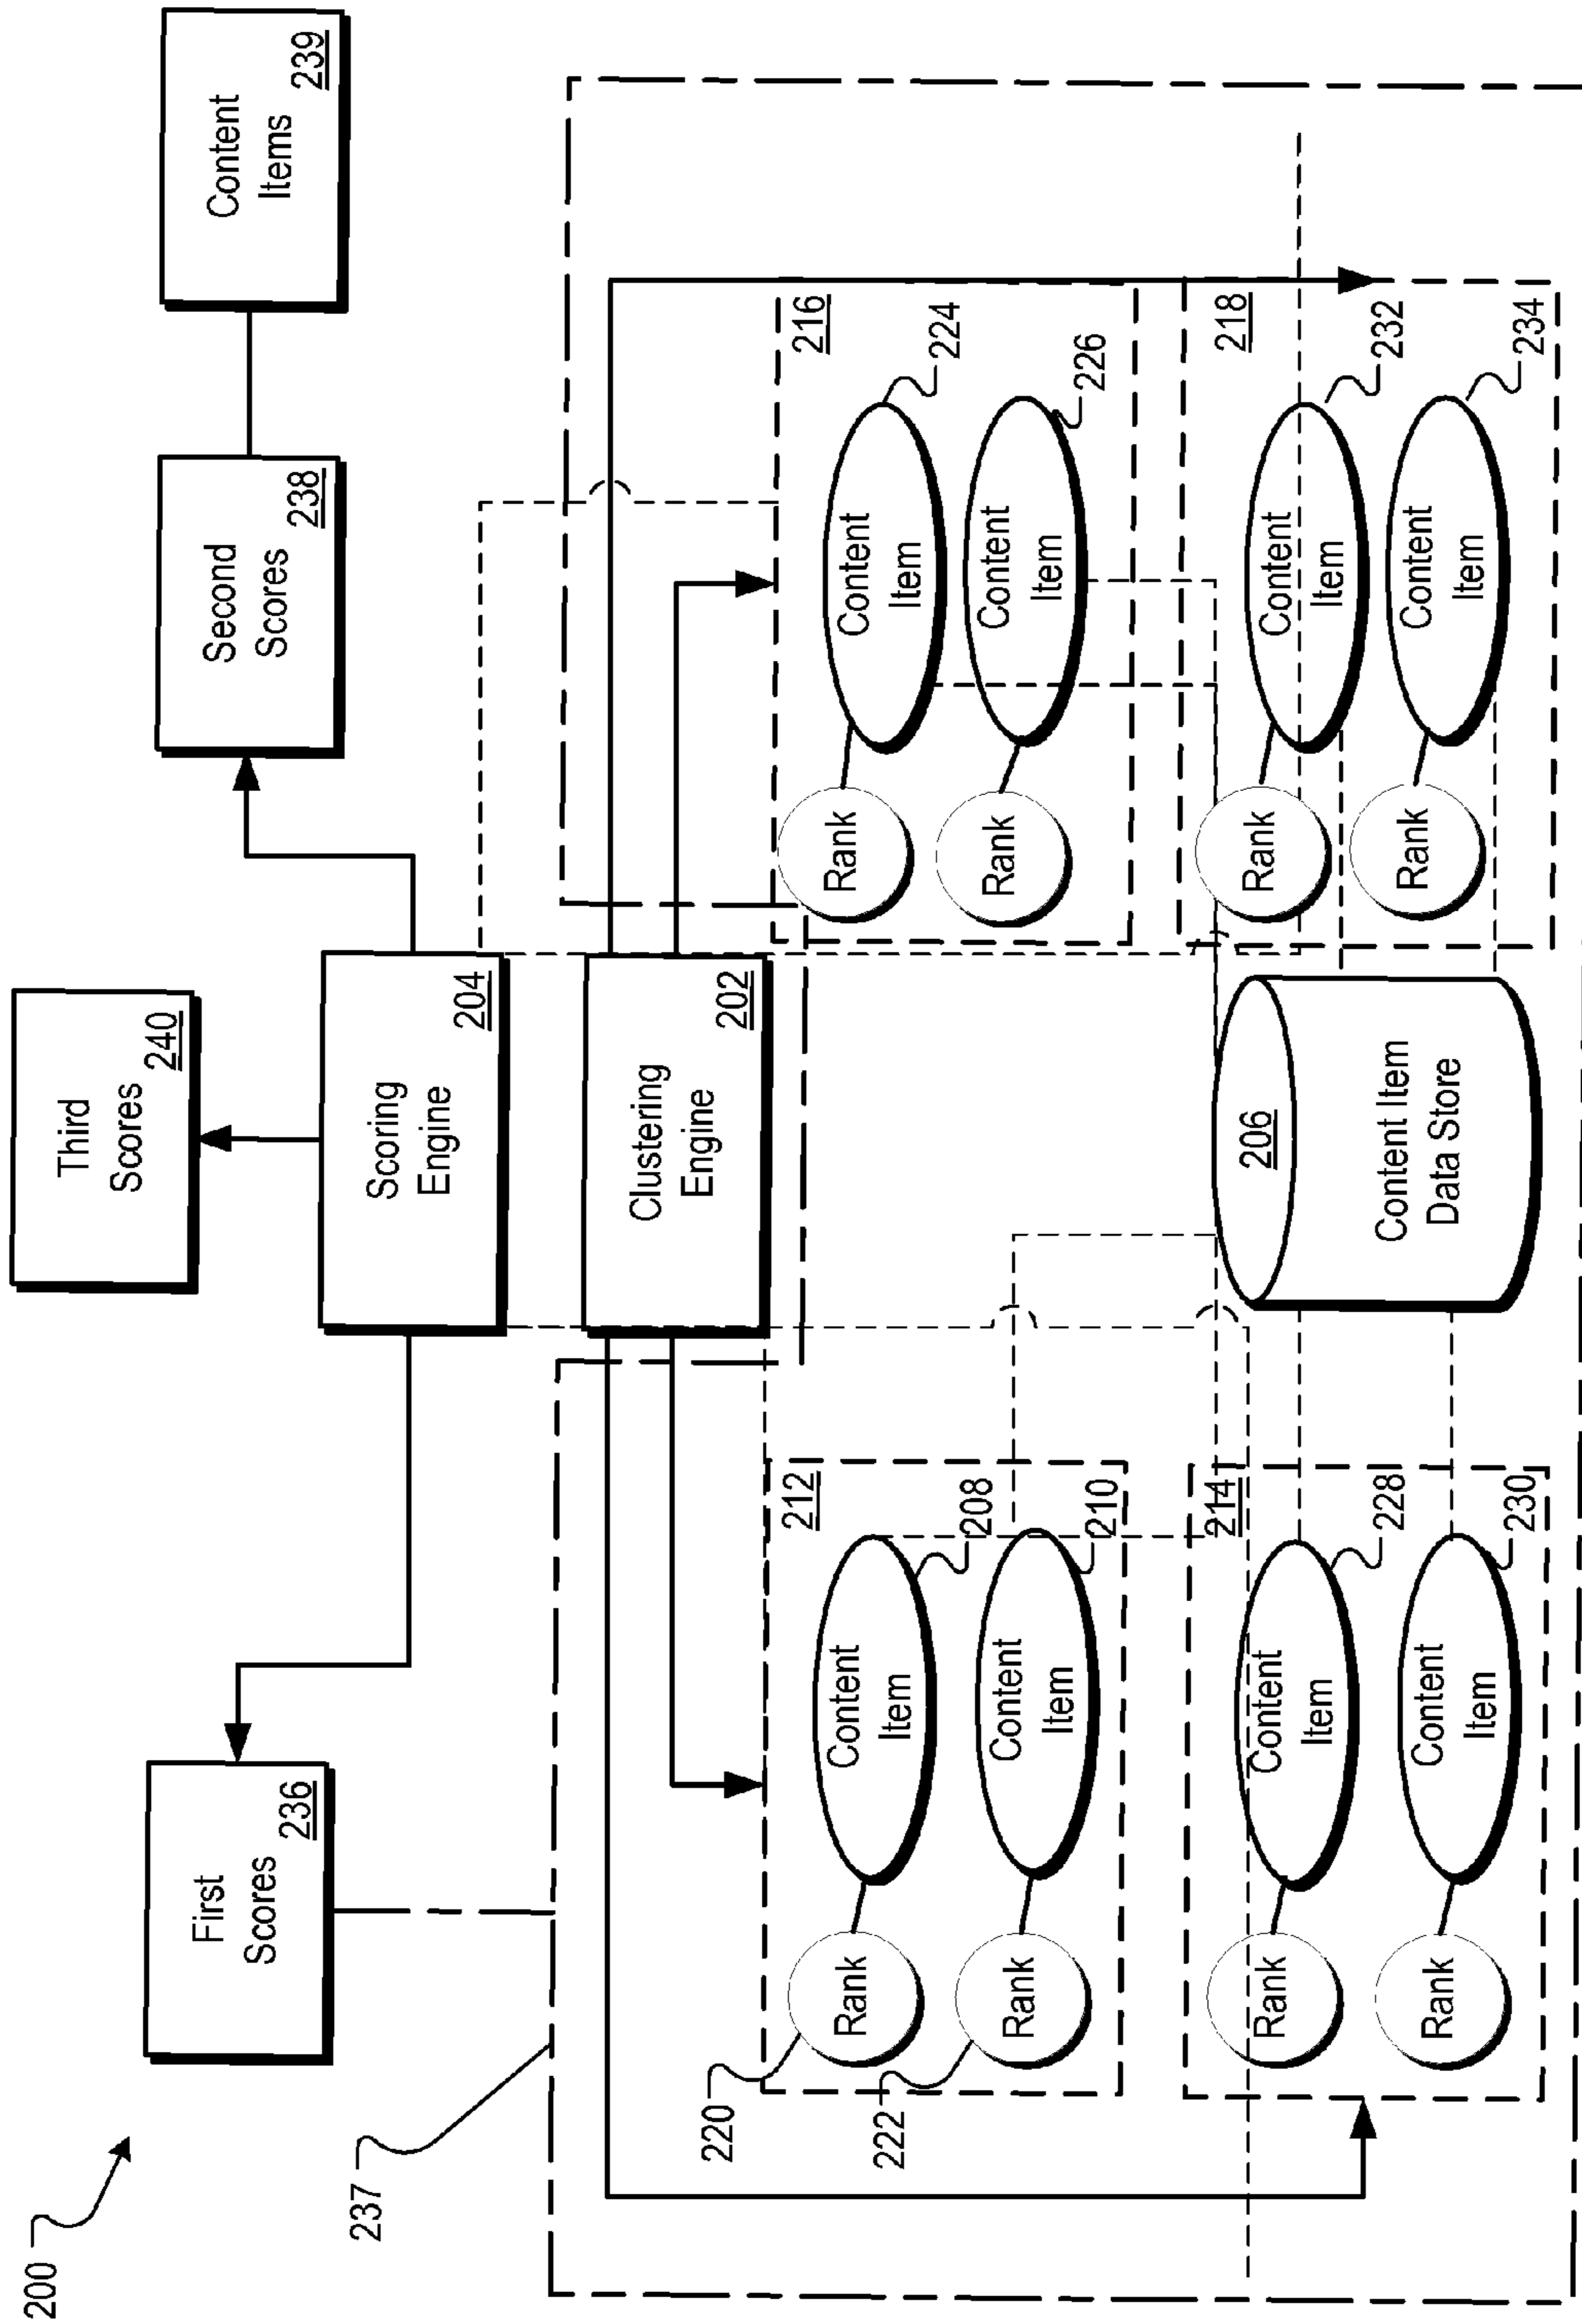 200
Third
Scores
240
First
Scores
236
Second
Scores
238
Content
Items
239
Scoring
Engine
204
237
Clustering
Engine
202
212
220
Rank
Content
Item
208
222
Rank
Content
Item
210
216
Rank
Content
Item
224
Rank
Content
Item
226
214
Rank
Content
Item
228
Rank
Content
Item
230
206
Content Item
Data Store
218
Rank
Content
Item
232
Rank
Content
Item
234